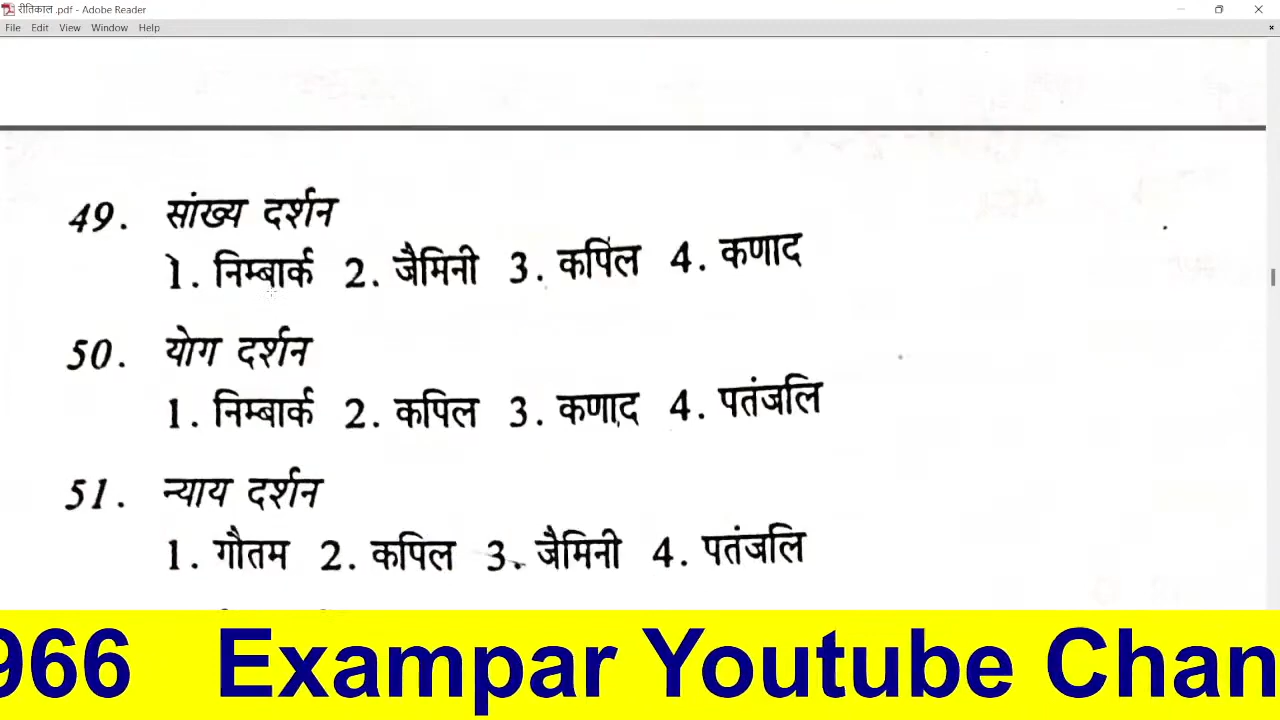 रीतिकाल .pdf - Adobe Reader
File Edit View Window Help
49. सांख्य दर्शन
1. निम्बार्क 2. जैमिनी 3. कपिल 4. कणाद
50. योग दर्शन
1. निम्बार्क 2. कपिल 3. कणाद 4. पतंजलि
51. न्याय दर्शन
1. गौतम 2. कपिल 3. जैमिनी 4. पतंजलि
966 Exampar Youtube Chan